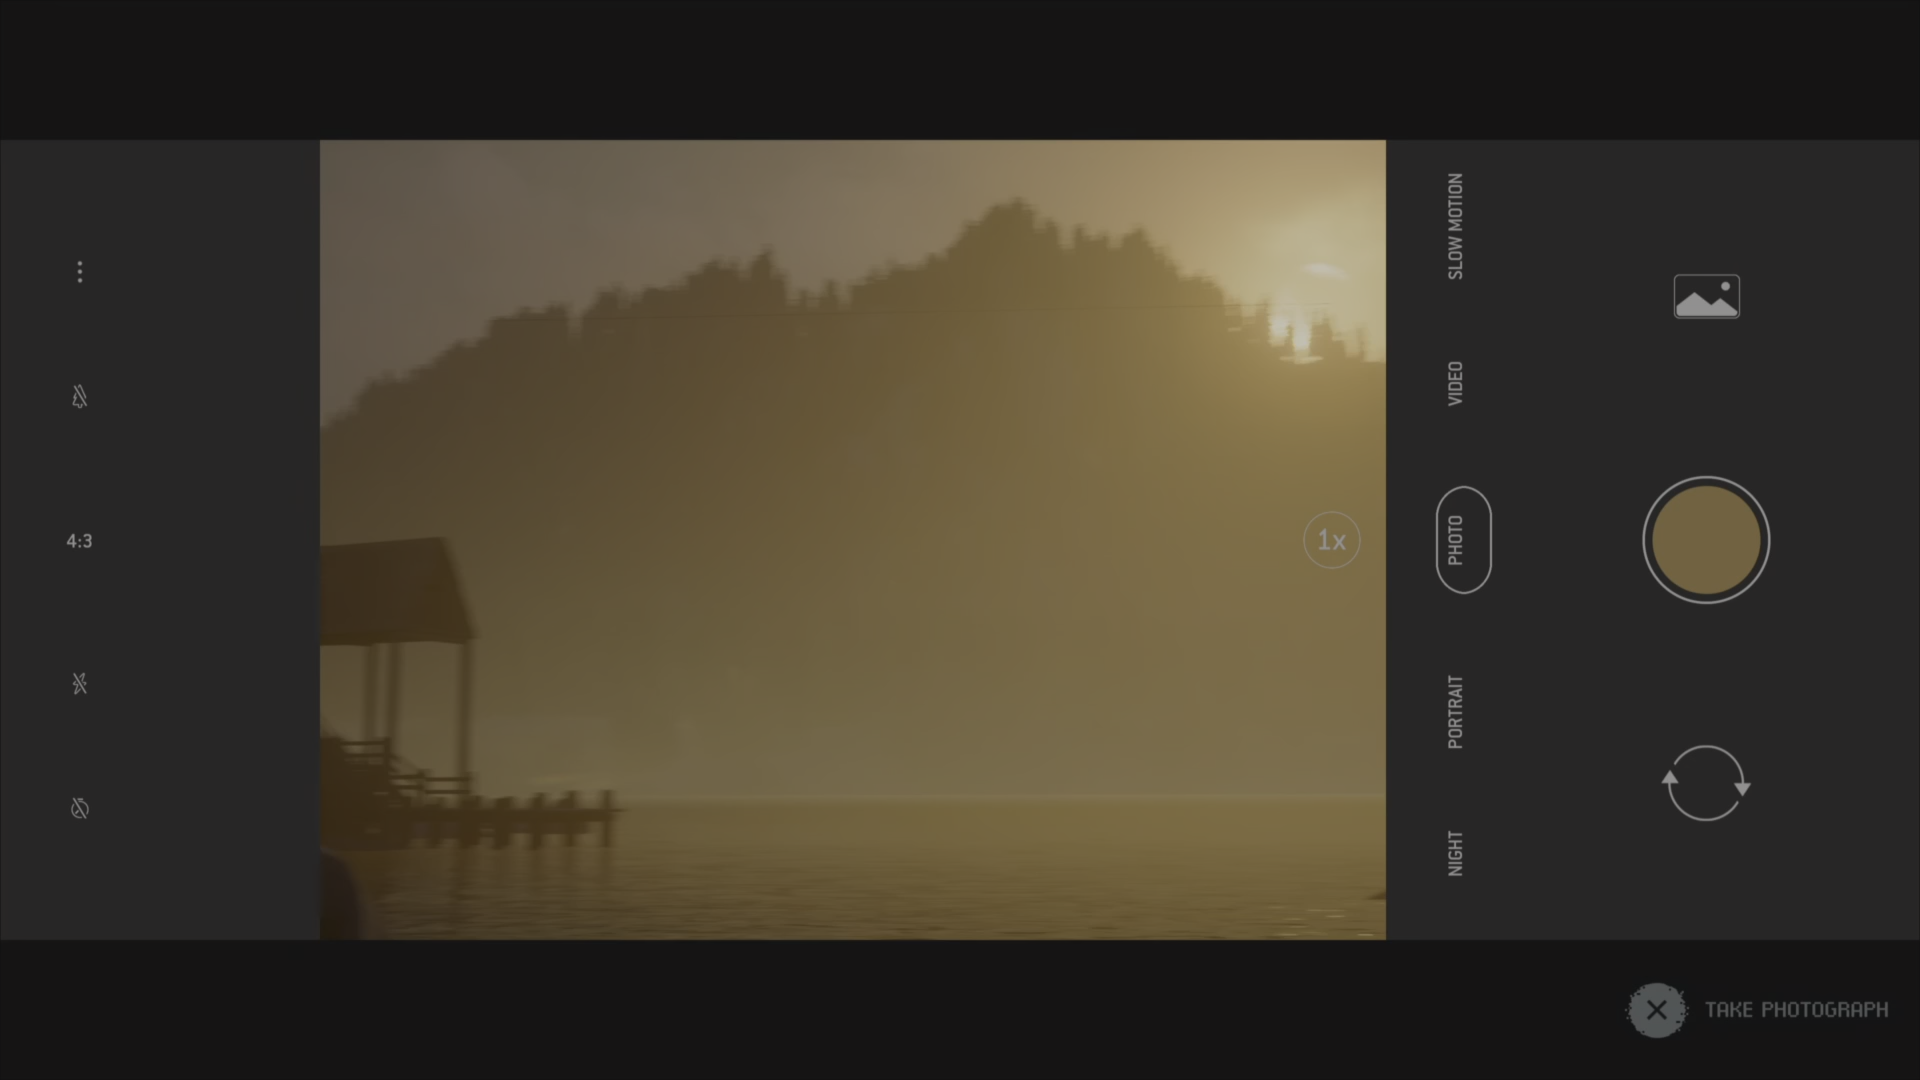 4:3
1x
SLOW MOTION
VIDEO
PHOTO
PORTRAIT
NIGHT
TAKE PHOTOGRAPH